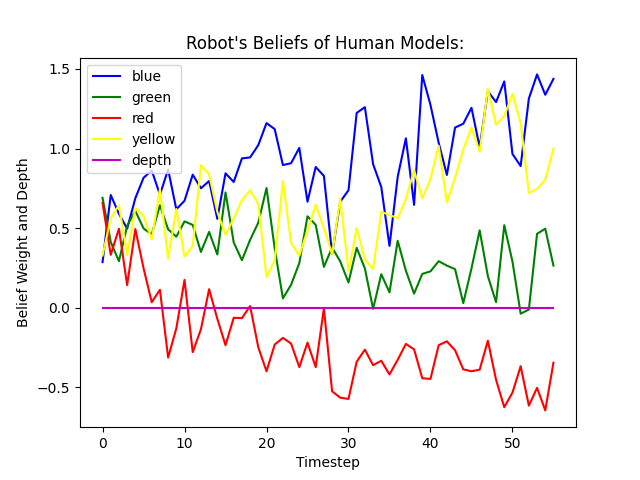 Robot's Beliefs of Human Models:
blue
green
red
yellow
depth
1.5
1.0
0.5
0.0
−0.5
Belief Weight and Depth
0 10 20 30 40 50
Timestep